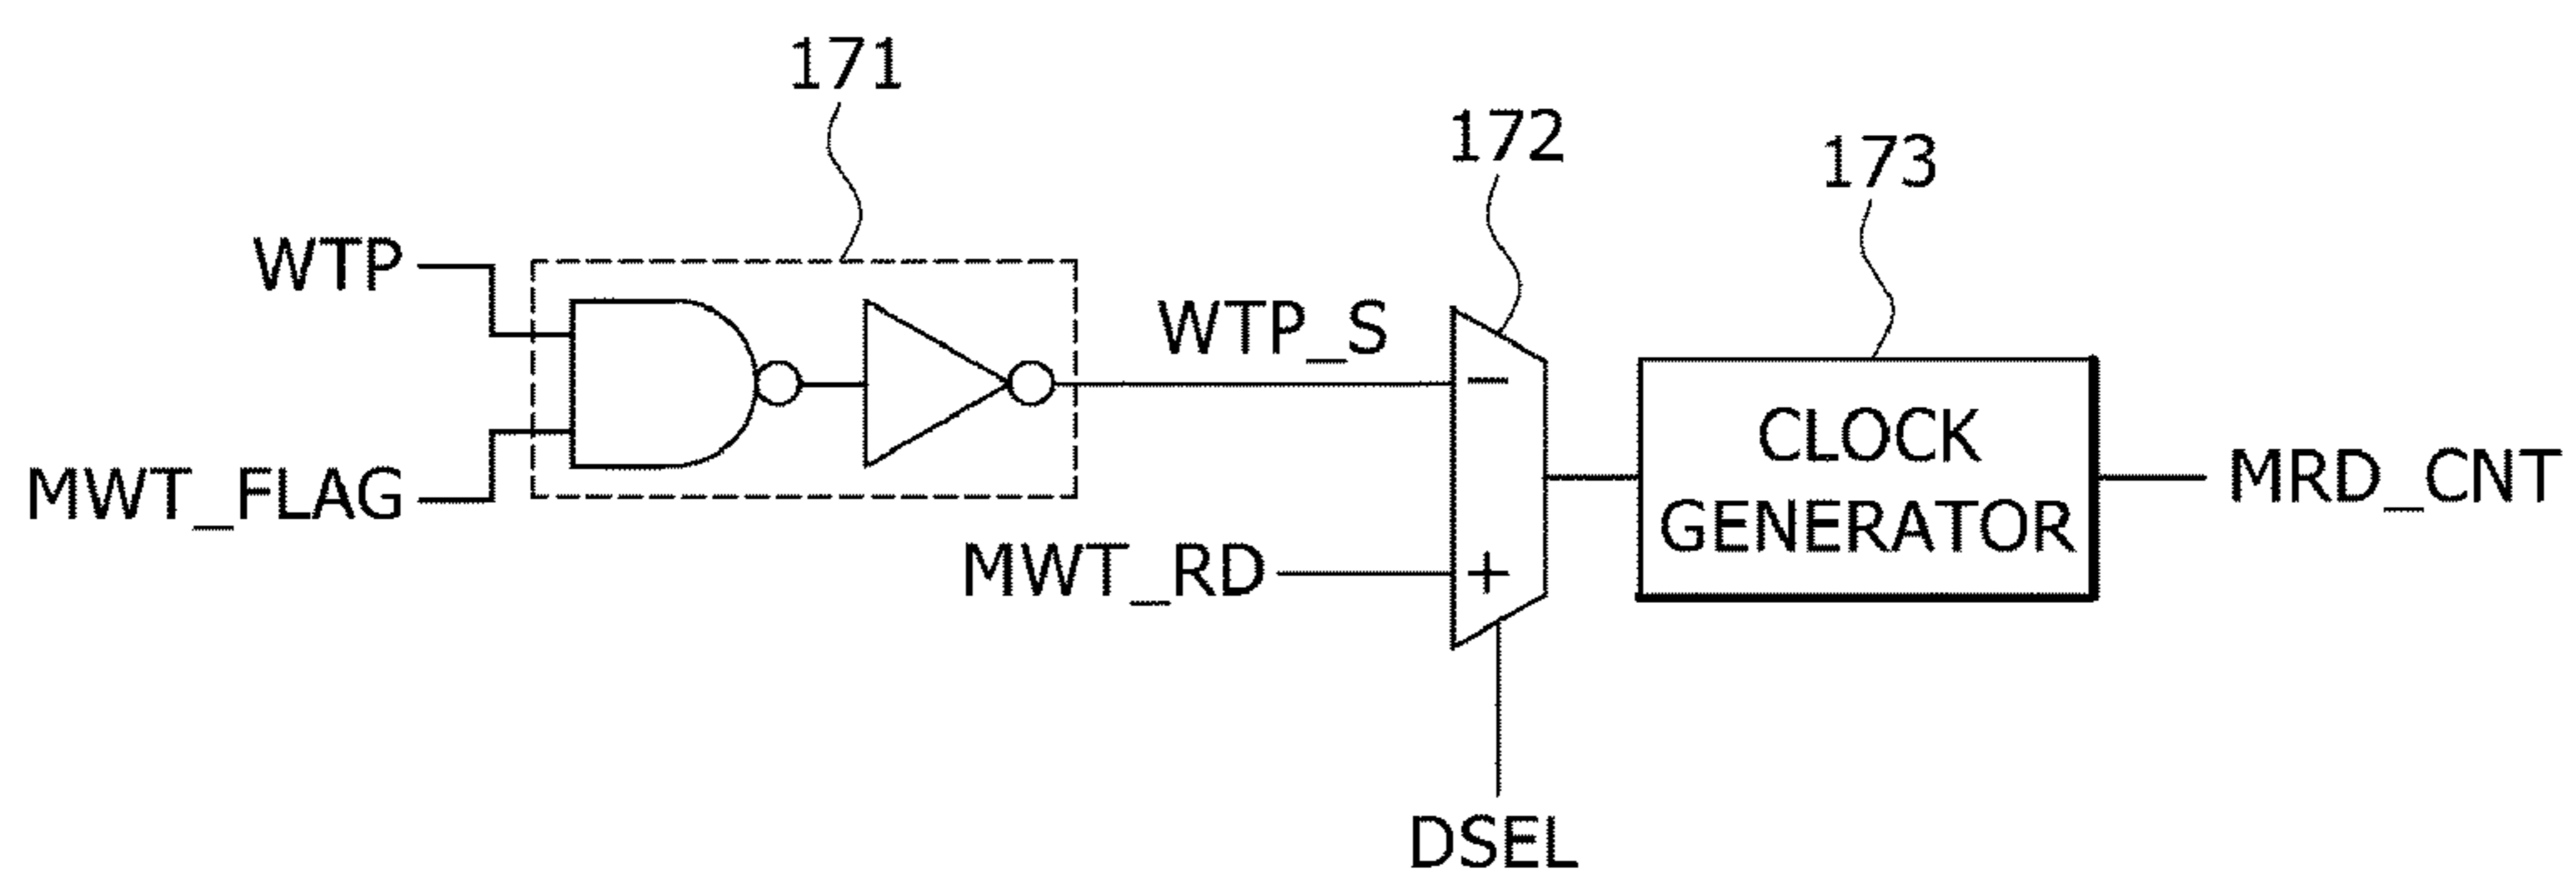 171
172
173
WTP
WTP_S
MWT_FLAG
MWT_RD
−
+
CLOCK
GENERATOR
MRD_CNT
DSEL